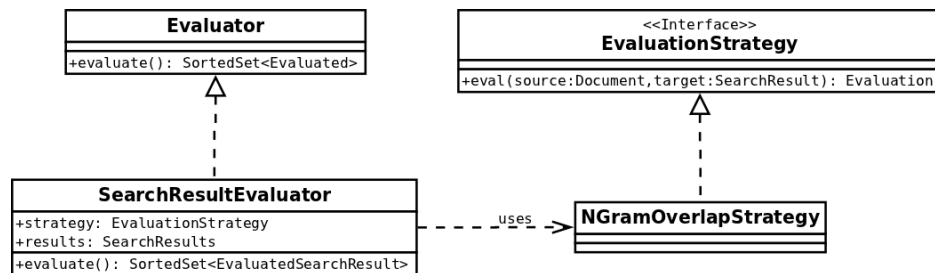 Evaluator
+evaluate(): SortedSet<Evaluated>
<<Interface>>
EvaluationStrategy
+eval(source:Document,target:SearchResult): Evaluation
SearchResultEvaluator
+strategy: EvaluationStrategy
+results: SearchResults
+evaluate(): SortedSet<EvaluatedSearchResult>
uses
NGramOverlapStrategy